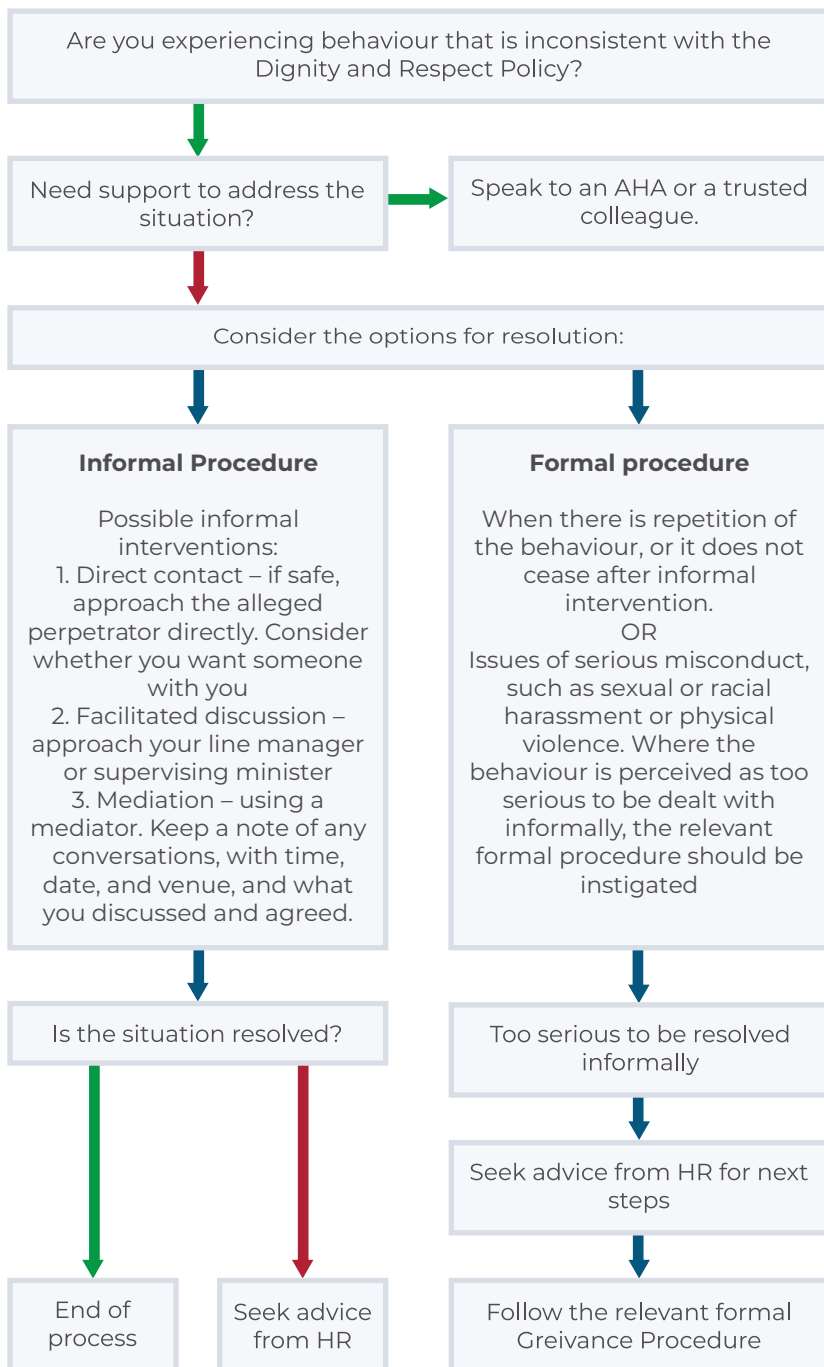 Are you experiencing behaviour that is inconsistent with the
Dignity and Respect Policy?
Need support to address the
situation?
Speak to an AHA or a trusted
colleague.
Consider the options for resolution:
Informal Procedure
Possible informal
interventions:
1. Direct contact – if safe,
approach the alleged
perpetrator directly. Consider
whether you want someone
with you
2. Facilitated discussion –
approach your line manager
or supervising minister
3. Mediation – using a
mediator. Keep a note of any
conversations, with time,
date, and venue, and what
you discussed and agreed.
Formal procedure
When there is repetition of
the behaviour, or it does not
cease after informal
intervention.
OR
Issues of serious misconduct,
such as sexual or racial
harassment or physical
violence. Where the
behaviour is perceived as too
serious to be dealt with
informally, the relevant
formal procedure should be
instigated
Is the situation resolved?
End of
process
Seek advice
from HR
Too serious to be resolved
informally
Seek advice from HR for next
steps
Follow the relevant formal
Greivance Procedure